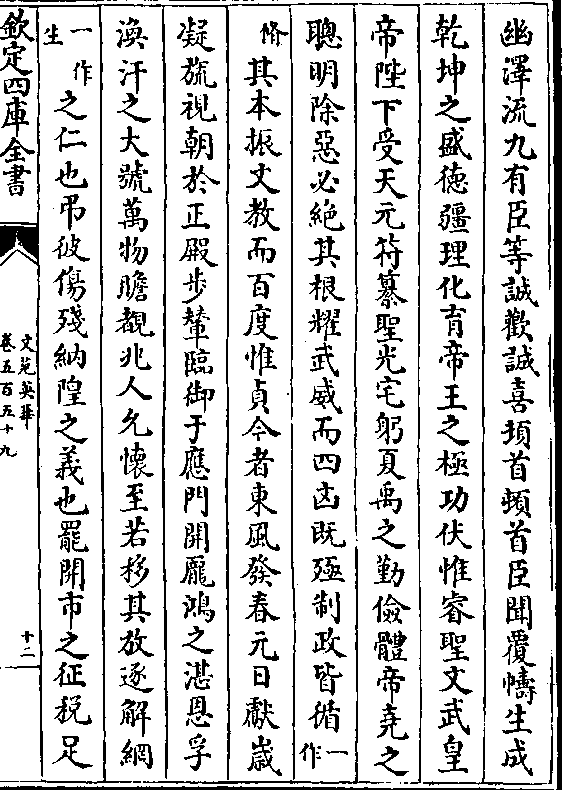 幽澤流九有臣等誠歡誠喜頓首頓首臣聞覆幬生成
乾坤之盛徳疆理化育帝王之極功伏惟睿聖文武皇
帝陛下受天元符纂聖光宅躬夏禹之勤儉體帝堯之
聰明除惡必絶其根耀武威而四凶既殛制政皆循一作
脩其本振文教而百度惟貞今者東風發春元日獻嵗
凝旒視朝於正殿步輦臨御于應門開龎鴻之湛恩孚
渙汗之大號萬物瞻覩兆人允懐至若移其放逐解網
一作生之仁也弔彼傷殘納隍之義也罷開市之征税足
欽定四庫全書
文苑英華
卷五百五十九
十二